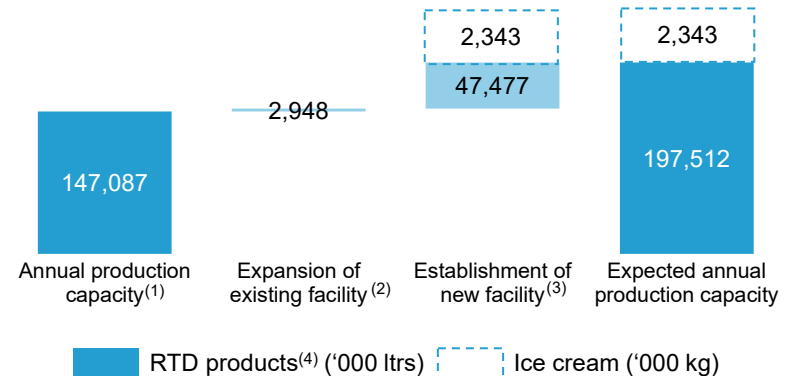 2,343
2,343
47,477
2,948
147,087
197,512
Annual production
capacity(1)
Expansion of
existing facility(2)
Establishment of
new facility(3)
Expected annual
production capacity
RTD products(4) (‘000 ltrs)
Ice cream (‘000 kg)